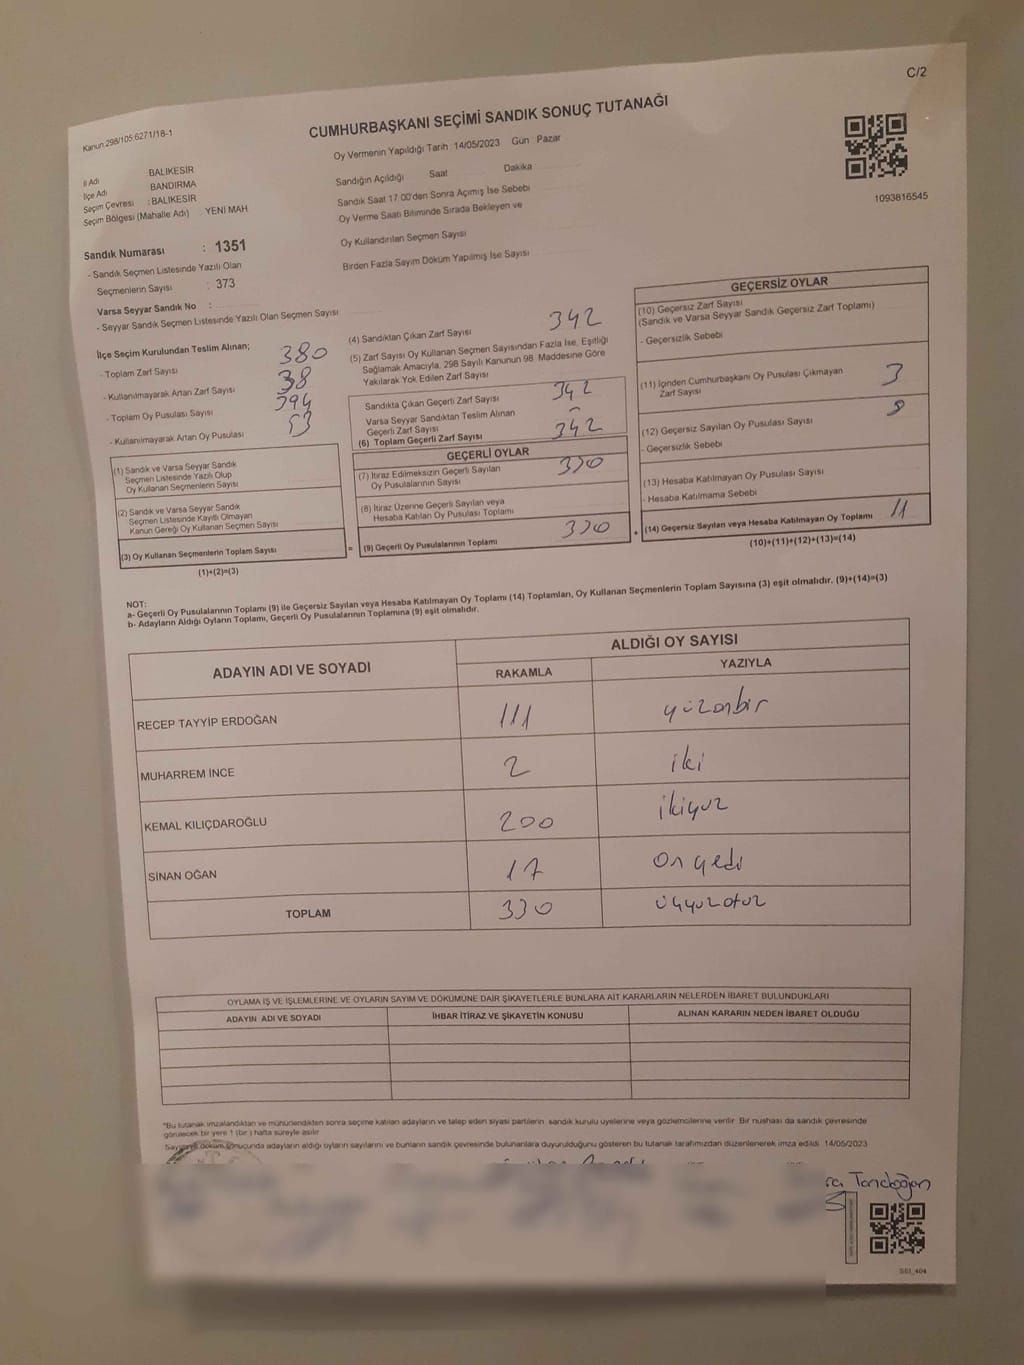 C/2
Kanun 298/105:6271/18-1
CUMHURBAŞKANI SEÇİMİ SANDIK SONUÇ TUTANAĞI
Oy Vermenin Yapıldığı Tarih : 14/05/2023 Gün : Pazar
İl Adı BALIKESİR
İlçe Adı BANDIRMA
Seçim Çevresi : BALIKESİR
Seçim Bölgesi (Mahalle Adı) : YENİ MAH
Sandığın Açıldığı Saat Dakika
Sandık Saat 17.00'den Sonra Açımış İse Sebebi
Oy Verme Saati Bitiminde Sırada Bekleyen ve
Oy Kullandırılan Seçmen Sayısı
Birden Fazla Sayım Döküm Yapılmış İse Sayısı
1093816545
Sandık Numarası : 1351
- Sandık Seçmen Listesinde Yazılı Olan
Seçmenlerin Sayısı : 373
Varsa Seyyar Sandık No :
- Seyyar Sandık Seçmen Listesinde Yazılı Olan Seçmen Sayısı
İlçe Seçim Kurulundan Teslim Alınan;
- Toplam Zarf Sayısı 380
- Kullanılmayarak Artan Zarf Sayısı 38
- Toplam Oy Pusulası Sayısı 394
- Kullanılmayarak Artan Oy Pusulası 53
(1) Sandık ve Varsa Seyyar Sandık
Seçmen Listesinde Yazılı Olup
Oy Kullanan Seçmenlerin Sayısı
(2) Sandık ve Varsa Seyyar Sandık
Seçmen Listesinde Kayıtlı Olmayan
Kanun Gereği Oy Kullanan Seçmen Sayısı
(3) Oy Kullanan Seçmenlerin Toplam Sayısı
(1)+(2)=(3)
(4) Sandıktan Çıkan Zarf Sayısı 342
(5) Zarf Sayısı Oy Kullanan Seçmen Sayısından Fazla İse, Eşitliği
Sağlamak Amacıyla, 298 Sayılı Kanunun 98. Maddesine Göre
Yakılarak Yok Edilen Zarf Sayısı
Sandıkta Çıkan Geçerli Zarf Sayısı 342
Varsa Seyyar Sandıktan Teslim Alınan
Geçerli Zarf Sayısı -
(6) Toplam Geçerli Zarf Sayısı 342
GEÇERLİ OYLAR
(7) İtiraz Edilmeksizin Geçerli Sayılan
Oy Pusulalarının Sayısı 330
(8) İtiraz Üzerine Geçerli Sayılan veya
Hesaba Katılan Oy Pusulası Toplamı
= (9) Geçerli Oy Pusulalarının Toplamı 330
GEÇERSİZ OYLAR
(10) Geçersiz Zarf Sayısı
(Sandık ve Varsa Seyyar Sandık Geçersiz Zarf Toplamı)
- Geçersizlik Sebebi
(11) İçinden Cumhurbaşkanı Oy Pusulası Çıkmayan
Zarf Sayısı 3
(12) Geçersiz Sayılan Oy Pusulası Sayısı
- Geçersizlik Sebebi
(13) Hesaba Katılmayan Oy Pusulası Sayısı
- Hesaba Katılmama Sebebi
+ (14) Geçersiz Sayılan veya Hesaba Katılmayan Oy Toplamı 11
(10)+(11)+(12)+(13)=(14)
NOT:
a- Geçerli Oy Pusulalarının Toplamı (9) ile Geçersiz Sayılan veya Hesaba Katılmayan Oy Toplamı (14) Toplamları, Oy Kullanan Seçmenlerin Toplam Sayısına (3) eşit olmalıdır. (9)+(14)=(3)
b- Adayların Aldığı Oyların Toplamı, Geçerli Oy Pusulalarının Toplamına (9) eşit olmalıdır.
ADAYIN ADI VE SOYADI ALDIĞI OY SAYISI
RAKAMLA YAZIYLA
RECEP TAYYİP ERDOĞAN 111 yüzonbir
MUHARREM İNCE 2 iki
KEMAL KILIÇDAROĞLU 200 ikiyuz
SİNAN OĞAN 17 on yedi
TOPLAM 330 üçyuzotuz
OYLAMA İŞ VE İŞLEMLERİNE VE OYLARIN SAYIM VE DÖKÜMÜNE DAİR ŞİKAYETLERLE BUNLARA AİT KARARLARIN NELERDEN İBARET BULUNDUKLARI
ADAYIN ADI VE SOYADI İHBAR İTİRAZ VE ŞİKAYETİN KONUSU ALINAN KARARIN NEDEN İBARET OLDUĞU
*Bu tutanak imzalandıktan ve mühürlendikten sonra seçime katılan adayların ve talep eden siyasi partilerin sandık kurulu üyelerine veya gözlemcilerine verilir. Bir nüshası da sandık çevresinde
görülecek bir yere 1 (bir) hafta süreyle asılır
Sayım ve döküm sonucunda adayların aldığı oyların sayılarını ve bunların sandık çevresinde bulunanlara duyurulduğunu gösteren bu tutanak tarafımızdan düzenlenerek imza edildi. 14/05/2023
Tandoğan
S01_404